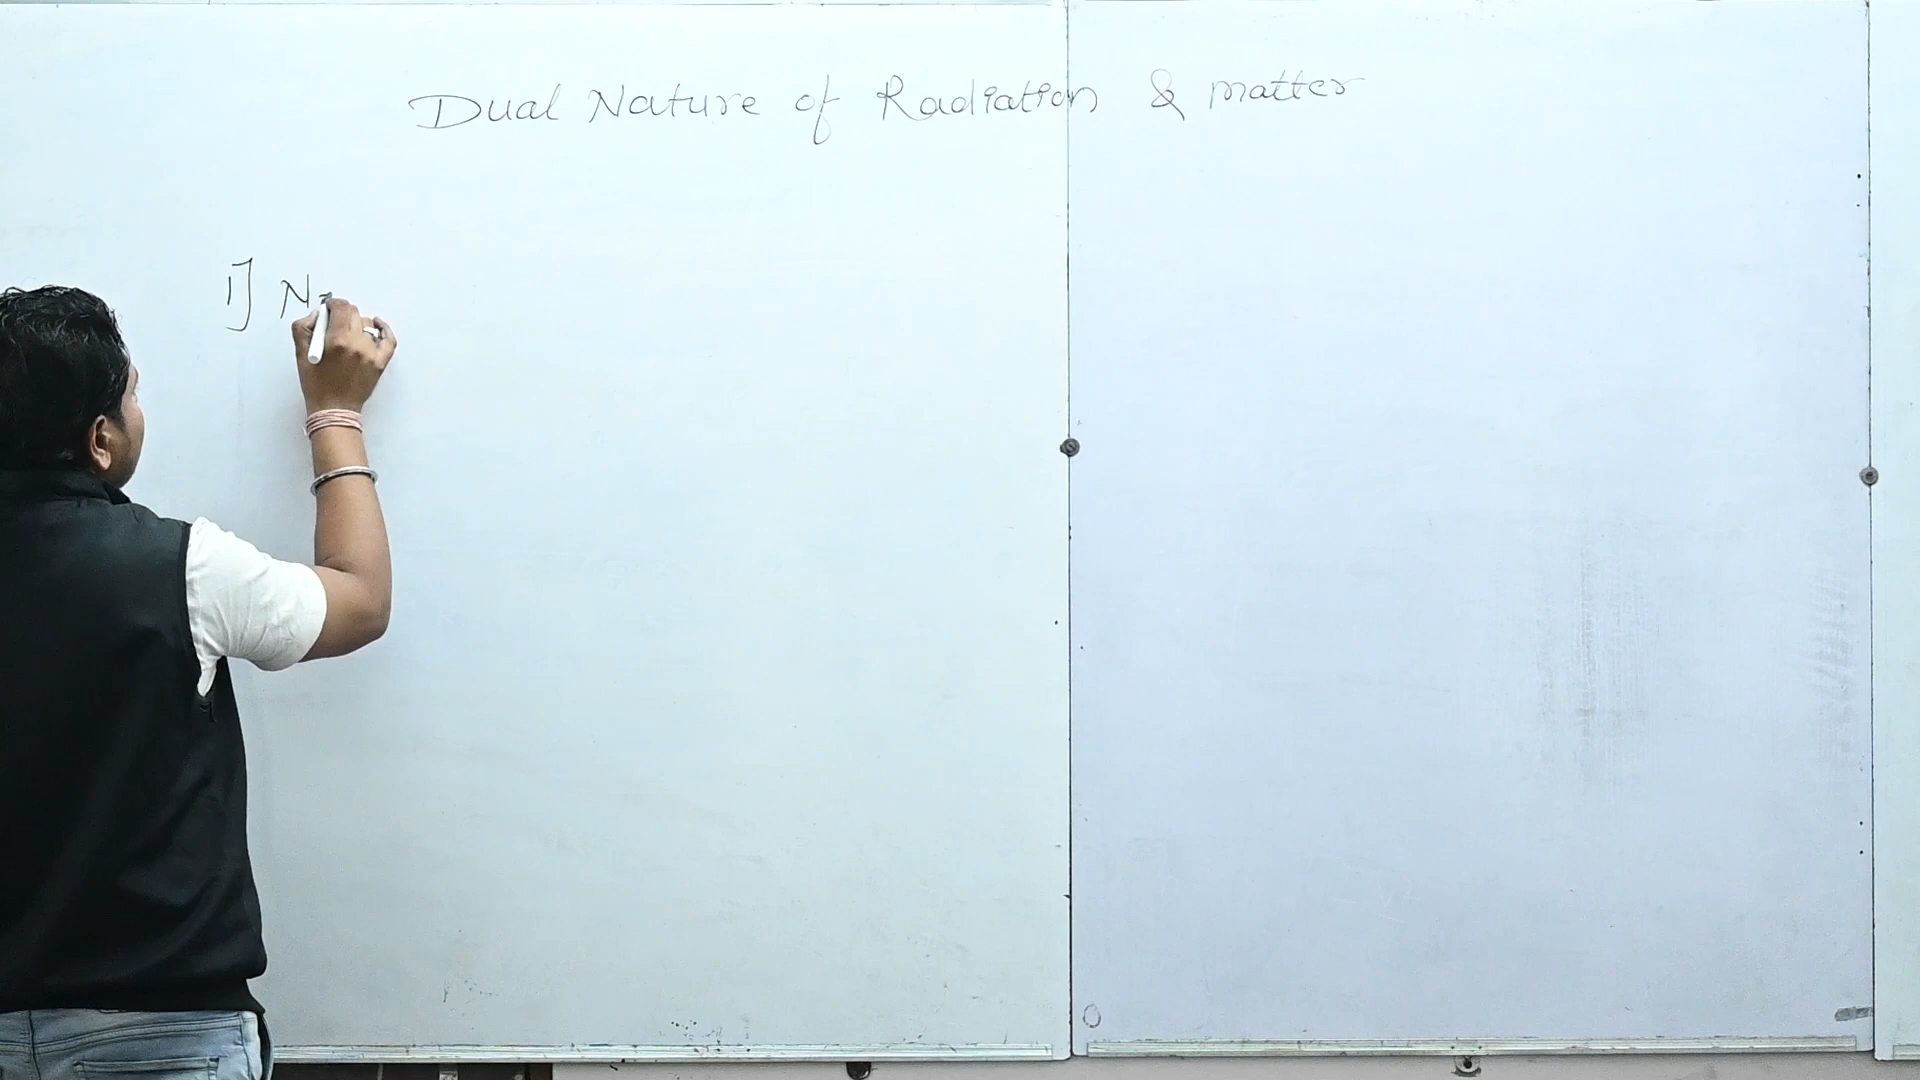 Dual Nature of Radiation & matter
1] N